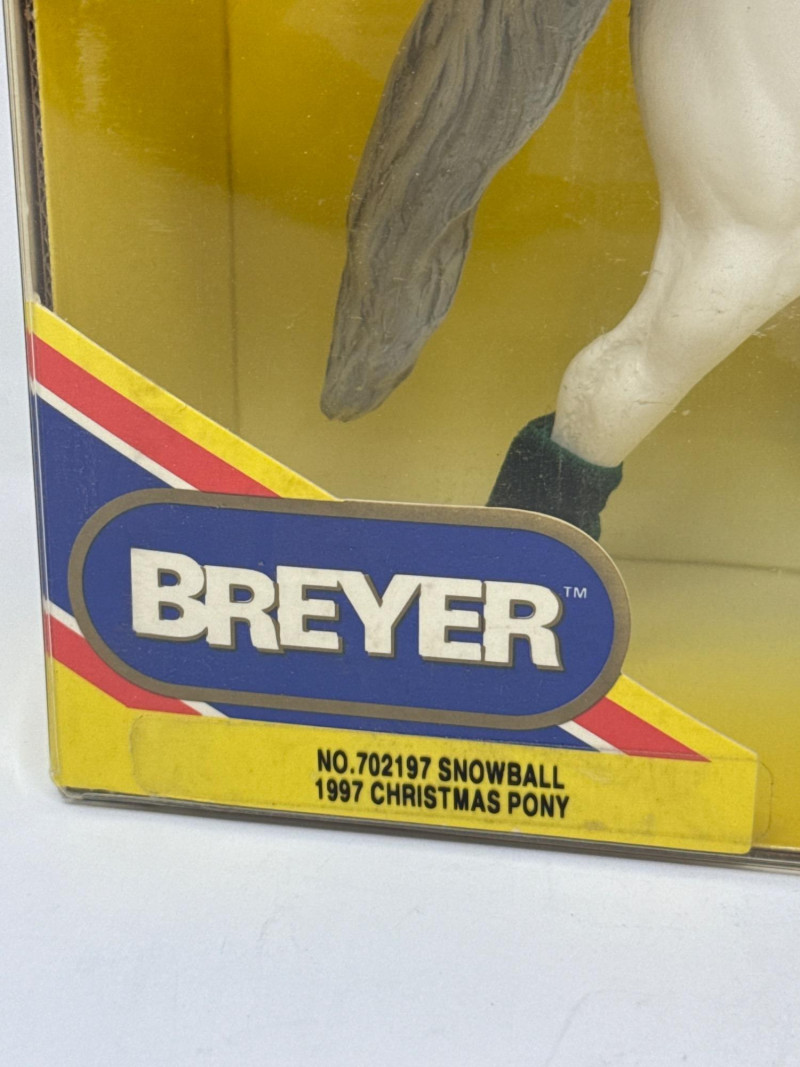 BREYER™
NO.702197 SNOWBALL
1997 CHRISTMAS PONY